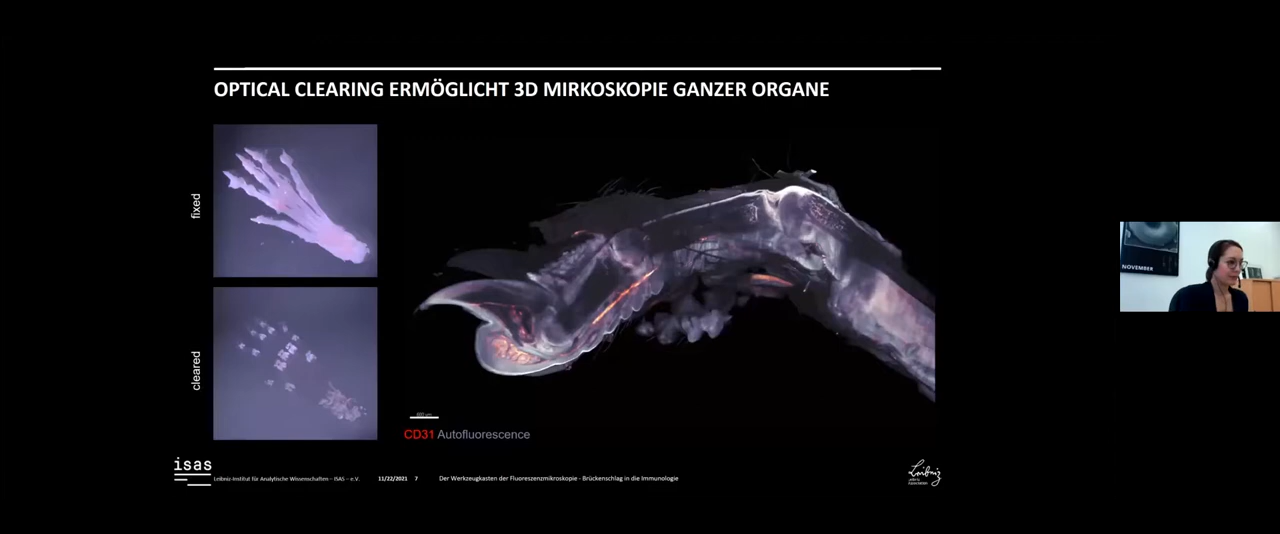 OPTICAL CLEARING ERMÖGLICHT 3D MIRKOSKOPIE GANZER ORGANE
fixed
cleared
NOVEMBER
CD31 Autofluorescence
isas
Leibniz-Institut für Analytische Wissenschaften – ISAS – e.V.
11/22/2021 7
Der Werkzeugkasten der Fluoreszenzmikroskopie - Brückenschlag in die Immunologie
Leibniz